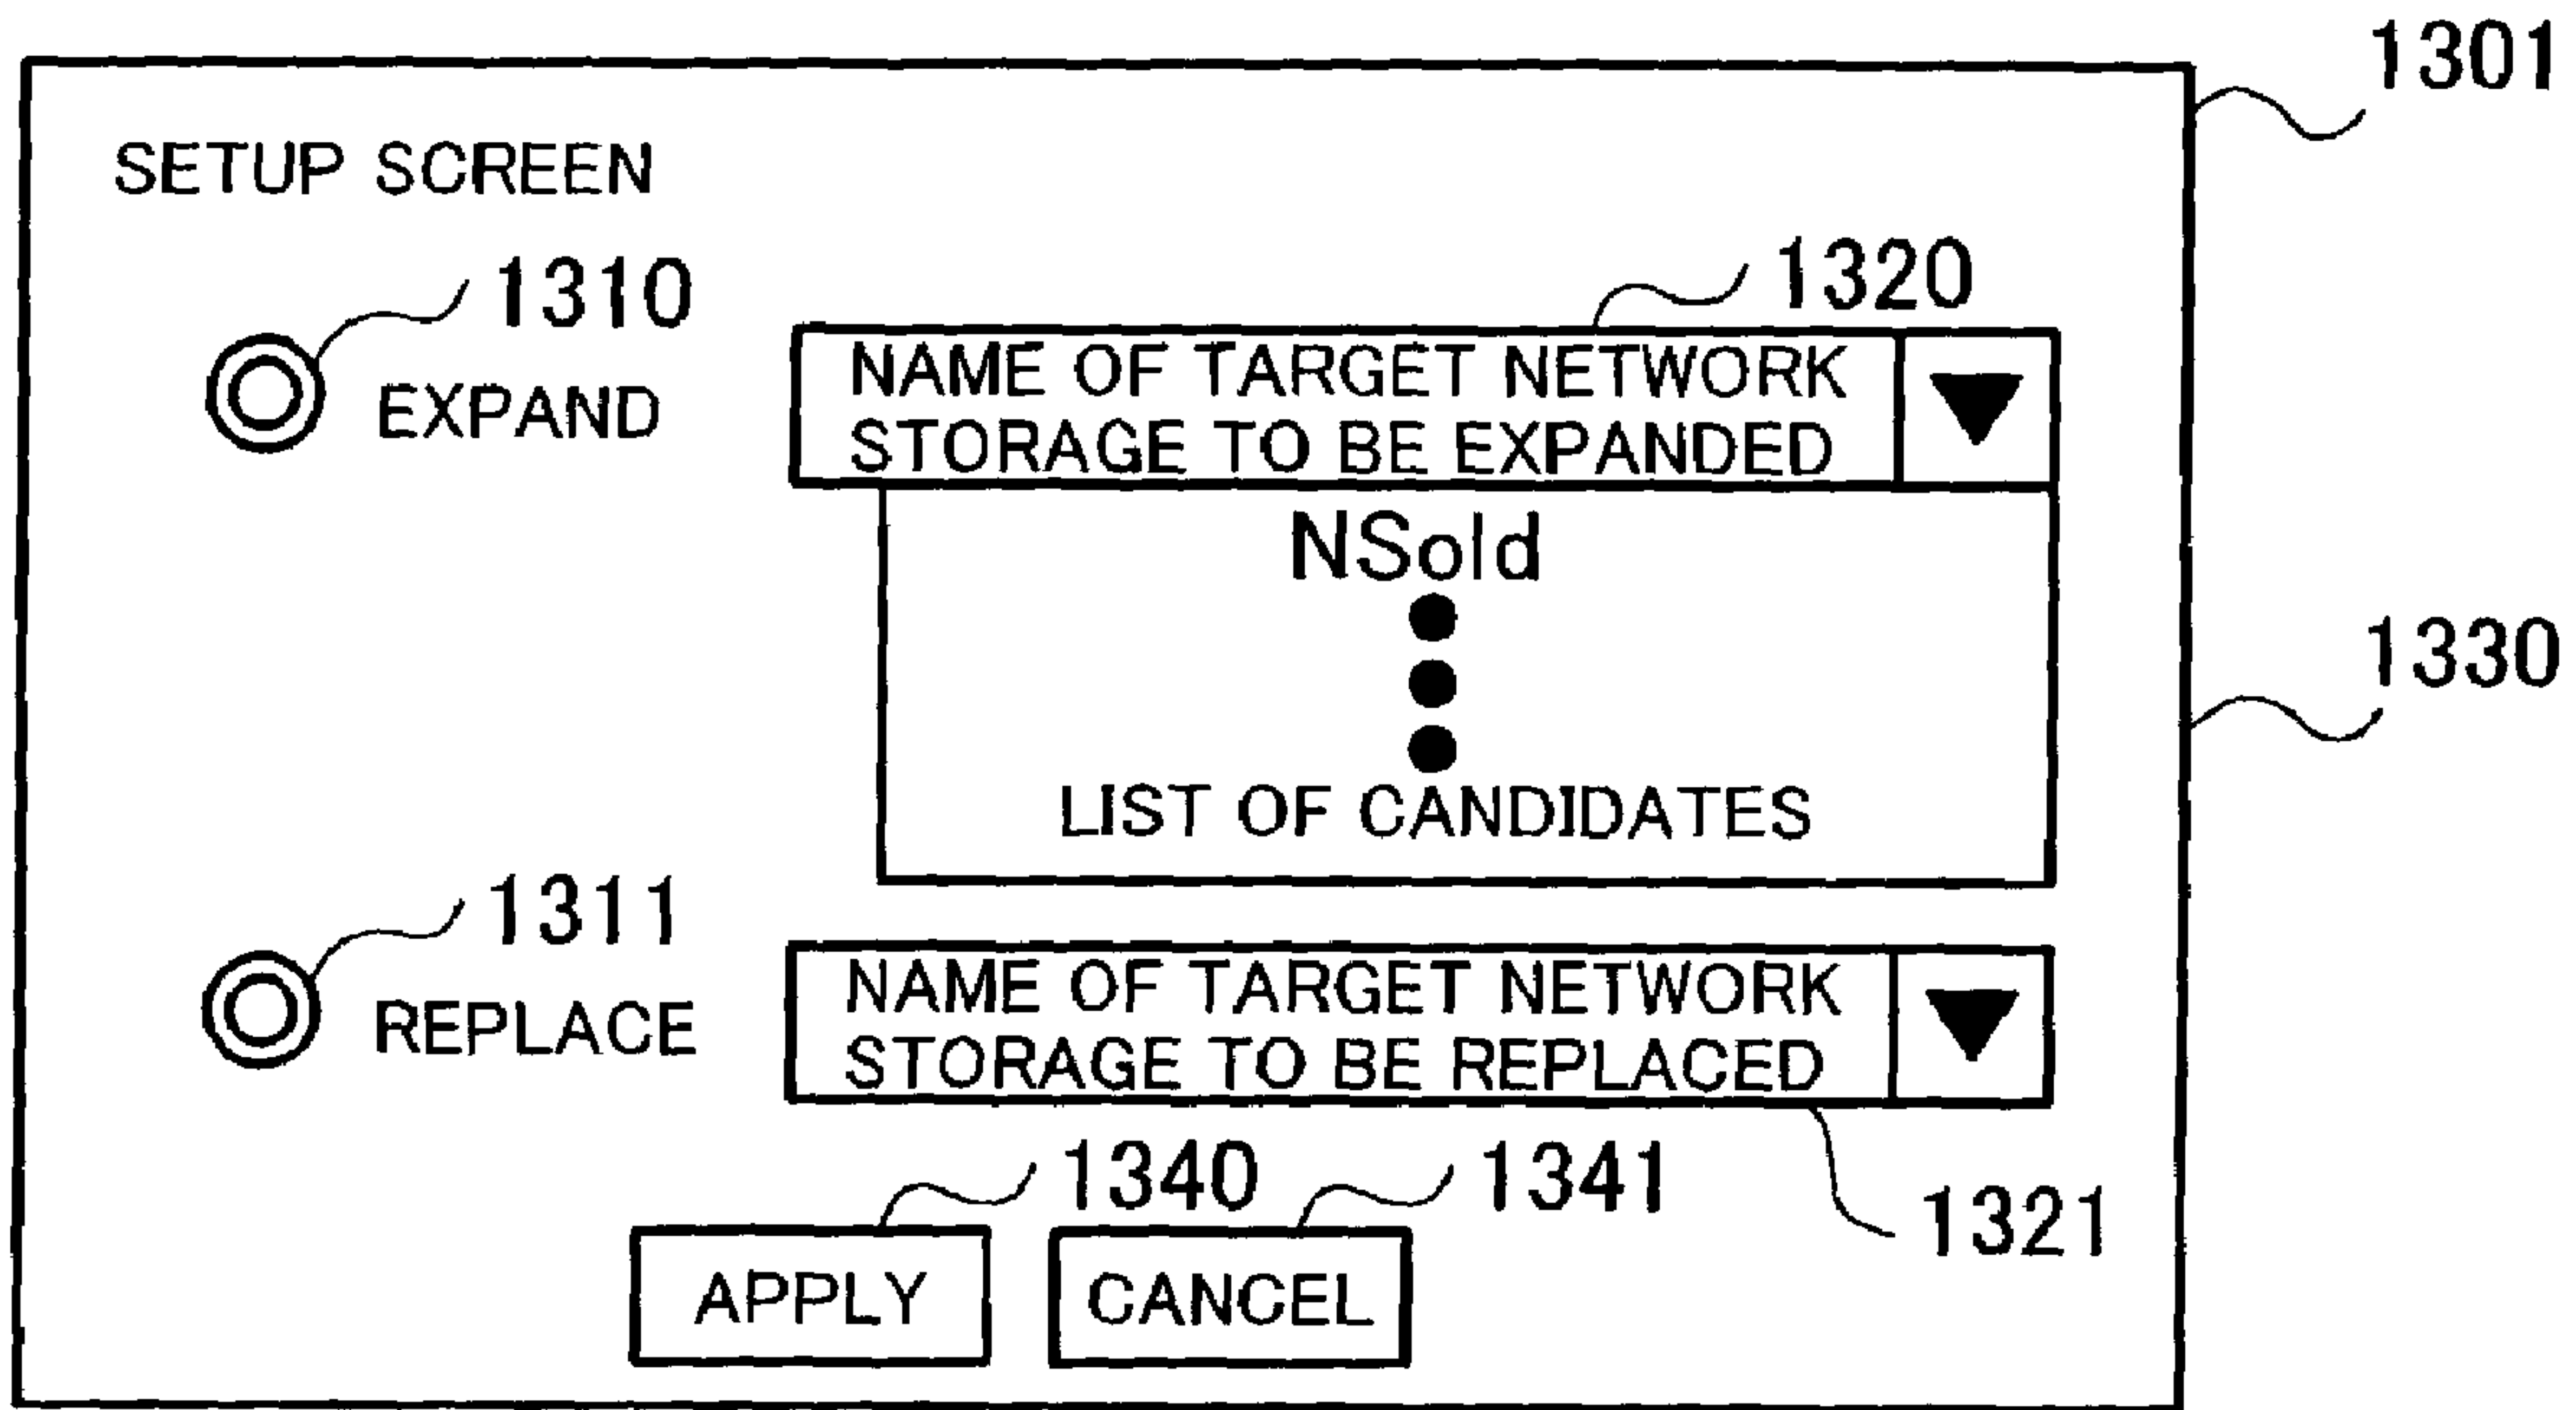 1301
SETUP SCREEN
1310
1320
EXPAND
NAME OF TARGET NETWORK
STORAGE TO BE EXPANDED
NSold
1330
LIST OF CANDIDATES
1311
REPLACE
NAME OF TARGET NETWORK
STORAGE TO BE REPLACED
1340
1341
1321
APPLY
CANCEL